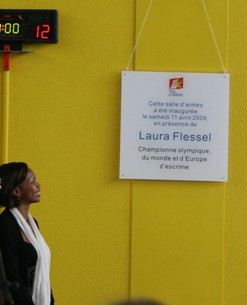 :00 12
Cette salle d'armes
a été inaugurée
le samedi 11 avril 2009,
en présence de
Laura Flessel
Championne olympique,
du monde et d'Europe
d'escrime